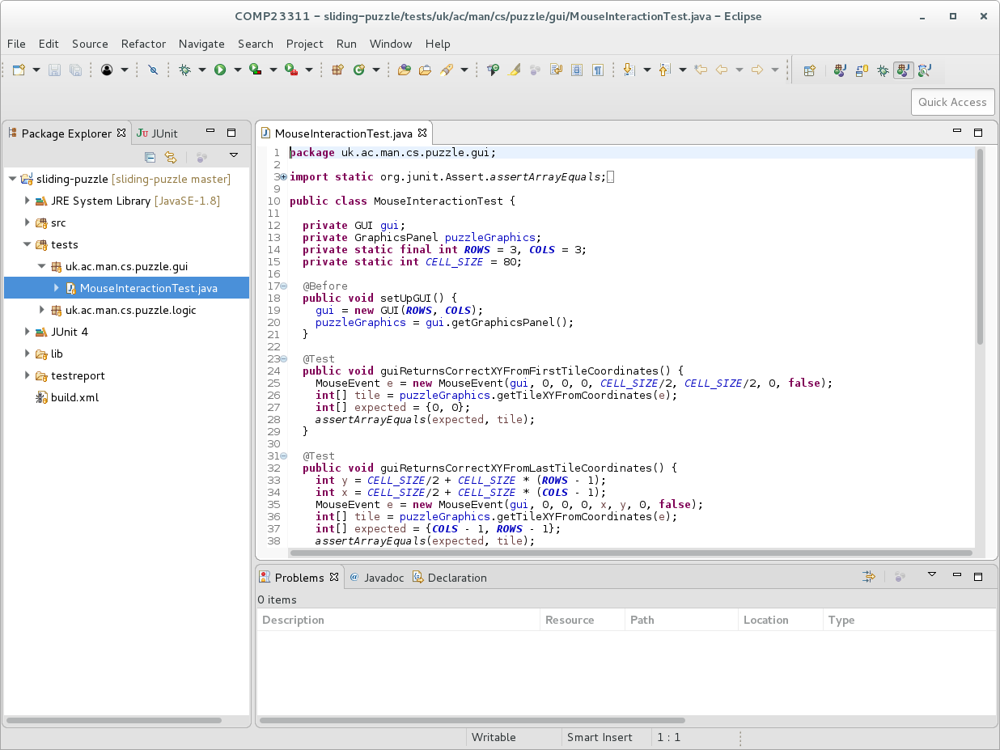 COMP23311 – sliding-puzzle/tests/uk/ac/man/cs/puzzle/gui/MouseInteractionTest.java – Eclipse
File Edit Source Refactor Navigate Search Project Run Window Help
Quick Access
Package Explorer JUnit
sliding-puzzle [sliding-puzzle master]
JRE System Library [JavaSE-1.8]
src
tests
uk.ac.man.cs.puzzle.gui
MouseInteractionTest.java
uk.ac.man.cs.puzzle.logic
JUnit 4
lib
testreport
build.xml
MouseInteractionTest.java
1 package uk.ac.man.cs.puzzle.gui;
2
3 import static org.junit.Assert.assertArrayEquals;
9
10 public class MouseInteractionTest {
11
12 private GUI gui;
13 private GraphicsPanel puzzleGraphics;
14 private static final int ROWS = 3, COLS = 3;
15 private static int CELL_SIZE = 80;
16
17 @Before
18 public void setUpGUI() {
19 gui = new GUI(ROWS, COLS);
20 puzzleGraphics = gui.getGraphicsPanel();
21 }
22
23 @Test
24 public void guiReturnsCorrectXYFromFirstTileCoordinates() {
25 MouseEvent e = new MouseEvent(gui, 0, 0, 0, CELL_SIZE/2, CELL_SIZE/2, 0, false);
26 int[] tile = puzzleGraphics.getTileXYFromCoordinates(e);
27 int[] expected = {0, 0};
28 assertArrayEquals(expected, tile);
29 }
30
31 @Test
32 public void guiReturnsCorrectXYFromLastTileCoordinates() {
33 int y = CELL_SIZE/2 + CELL_SIZE * (ROWS - 1);
34 int x = CELL_SIZE/2 + CELL_SIZE * (COLS - 1);
35 MouseEvent e = new MouseEvent(gui, 0, 0, 0, x, y, 0, false);
36 int[] tile = puzzleGraphics.getTileXYFromCoordinates(e);
37 int[] expected = {COLS - 1, ROWS - 1};
38 assertArrayEquals(expected, tile);
Problems @ Javadoc Declaration
0 items
Description Resource Path Location Type
Writable Smart Insert 1 : 1